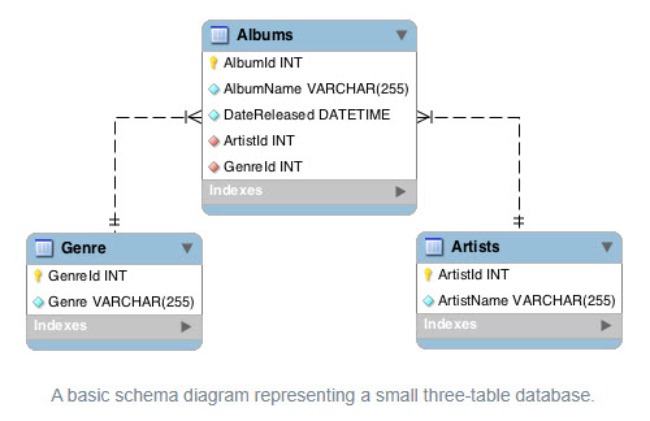 Albums
AlbumId INT
AlbumName VARCHAR(255)
DateReleased DATETIME
ArtistId INT
GenreId INT
Indexes
Genre
GenreId INT
Genre VARCHAR(255)
Indexes
Artists
ArtistId INT
ArtistName VARCHAR(255)
Indexes
A basic schema diagram representing a small three-table database.